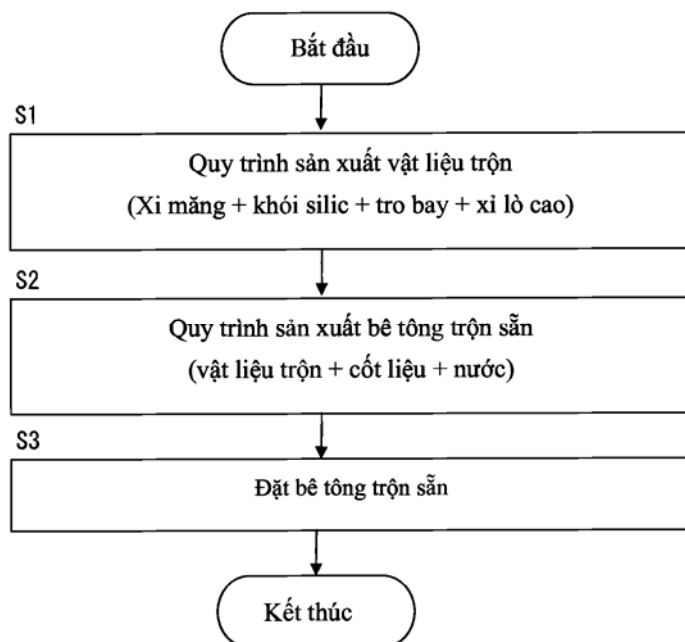 Bắt đầu
S1
Quy trình sản xuất vật liệu trộn
(Xi măng + khói silic + tro bay + xỉ lò cao)
S2
Quy trình sản xuất bê tông trộn sẵn
(vật liệu trộn + cốt liệu + nước)
S3
Đặt bê tông trộn sẵn
Kết thúc